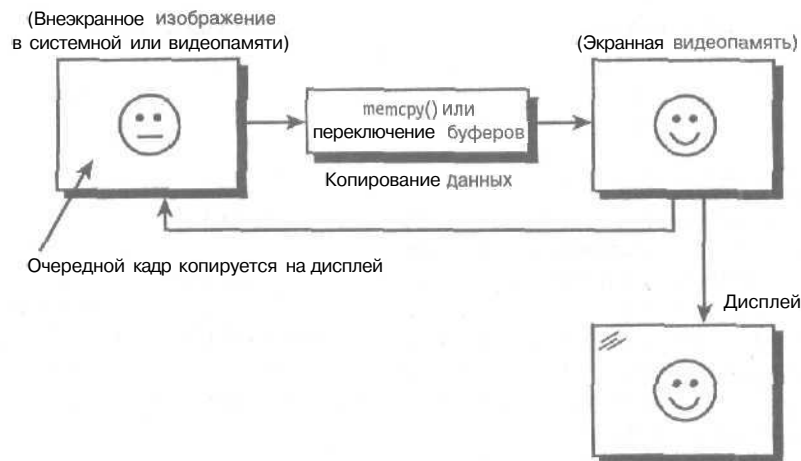 (Внеэкранное изображение
в системной или видеопамяти)
(Экранная видеопамять)
memcpy() или
переключение буферов
Копирование данных
Очередной кадр копируется на дисплей
Дисплей